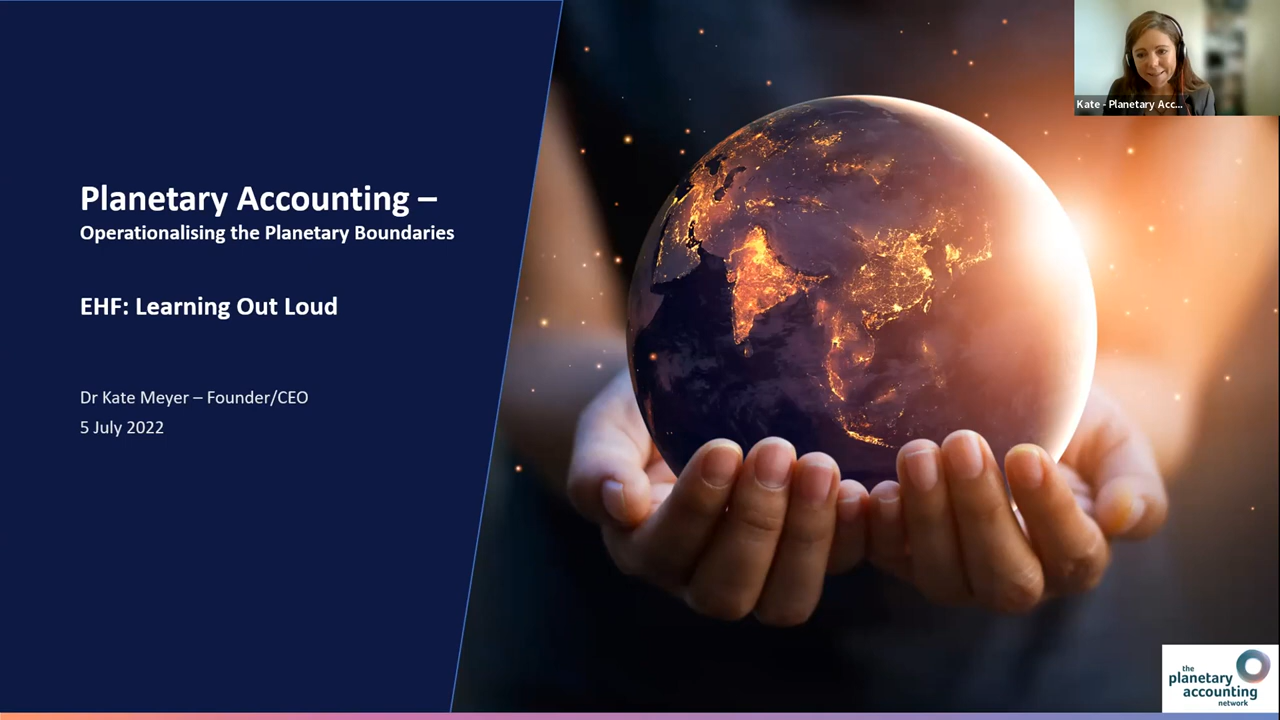 Planetary Accounting –
Operationalising the Planetary Boundaries
EHF: Learning Out Loud
Dr Kate Meyer – Founder/CEO
5 July 2022
Kate - Planetary Acc...
the
planetary
accounting
network